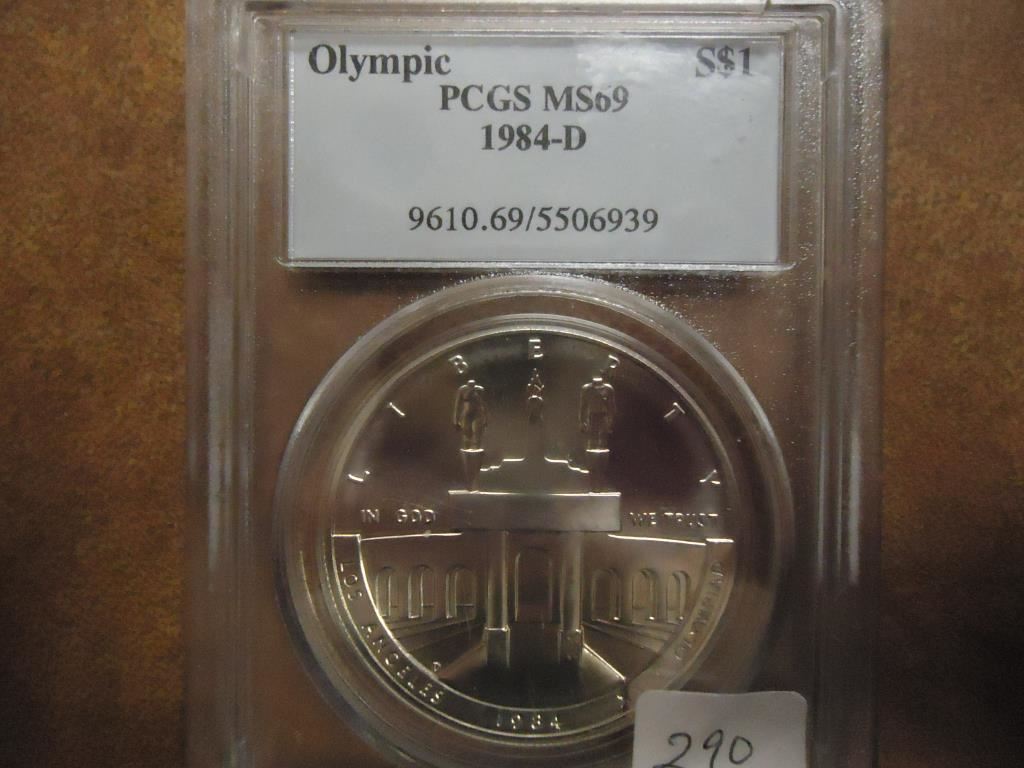 Olympic S$1
PCGS MS69
1984-D
9610.69/5506939
LIBERTY
IN GOD WE TRUST
LOS ANGELES 1984 OLYMPIAD
D
290